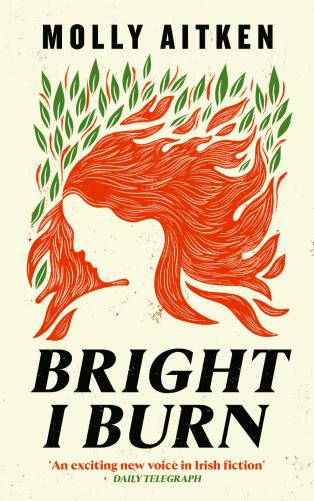 MOLLY AITKEN
BRIGHT
I BURN
'An exciting new voice in Irish fiction'
DAILY TELEGRAPH